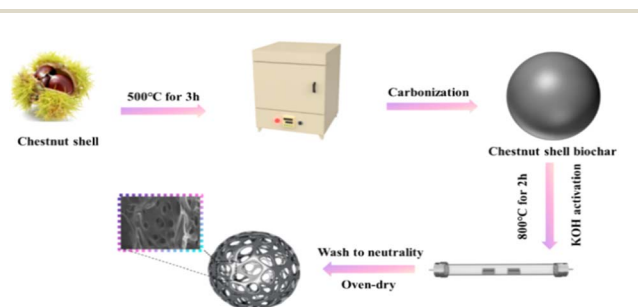 500℃ for 3h
Carbonization
Chestnut shell
Chestnut shell biochar
800℃ for 2h
KOH activation
Wash to neutrality
Oven-dry